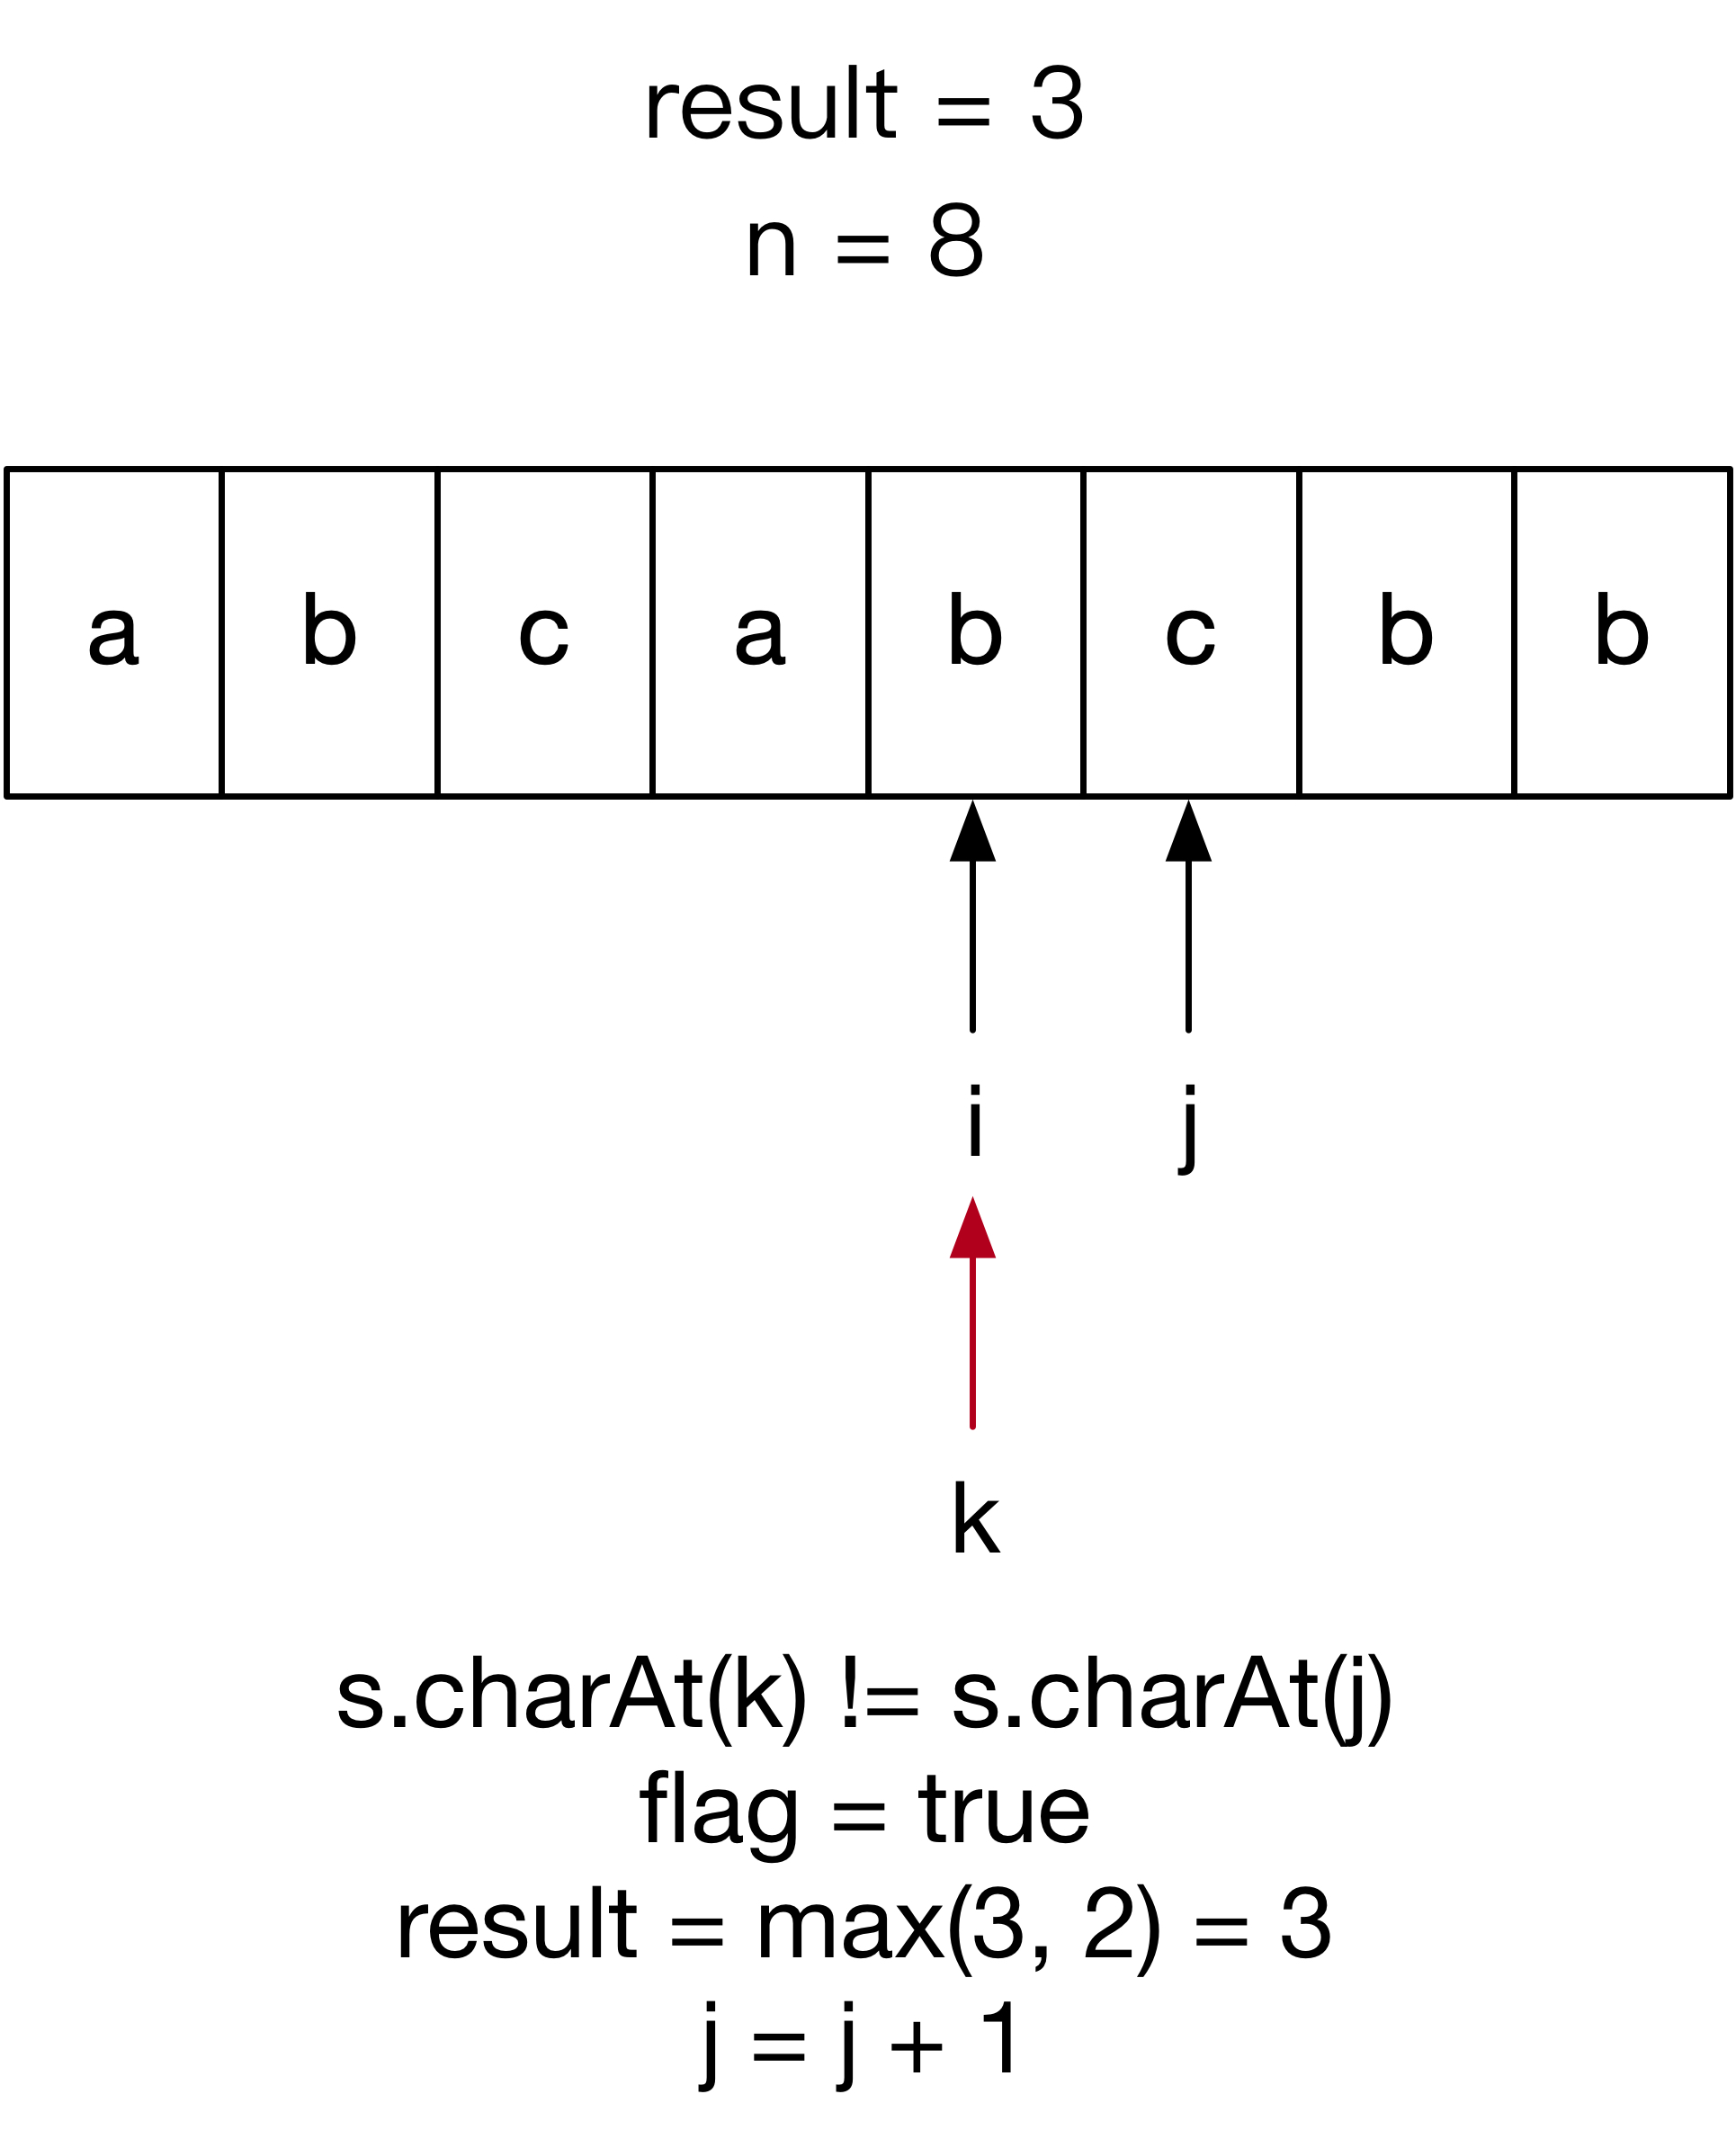 result = 3
n = 8
a b c a b c b b
i j
k
s.charAt(k) != s.charAt(j)
flag = true
result = max(3, 2) = 3
j = j + 1